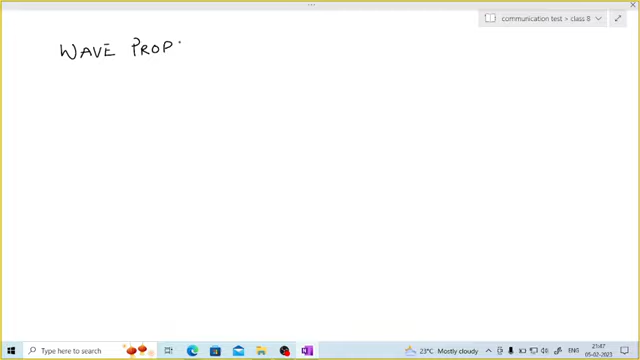 communication test > class 8
WAVE PROP
Type here to search
23°C Mostly cloudy
ENG
21:47
05-02-2023